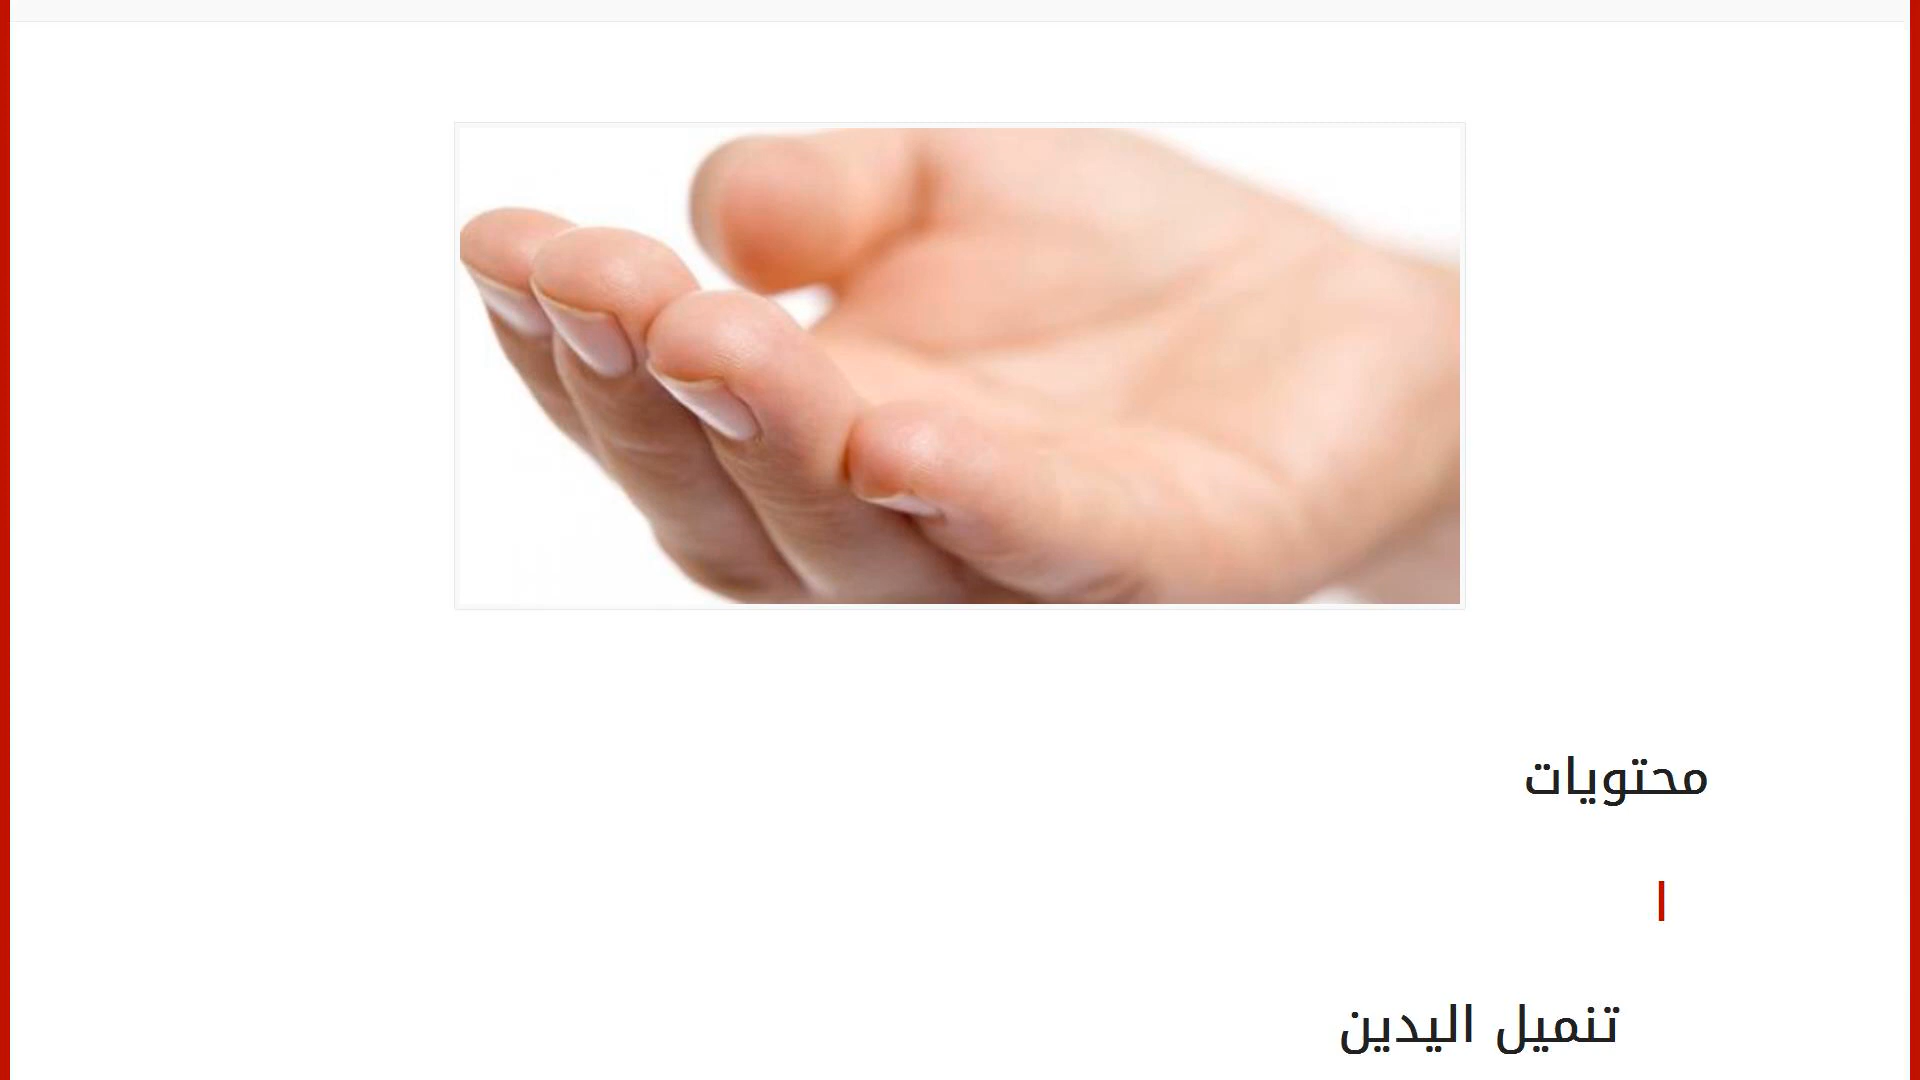 محتويات
ا
تنميل اليدين